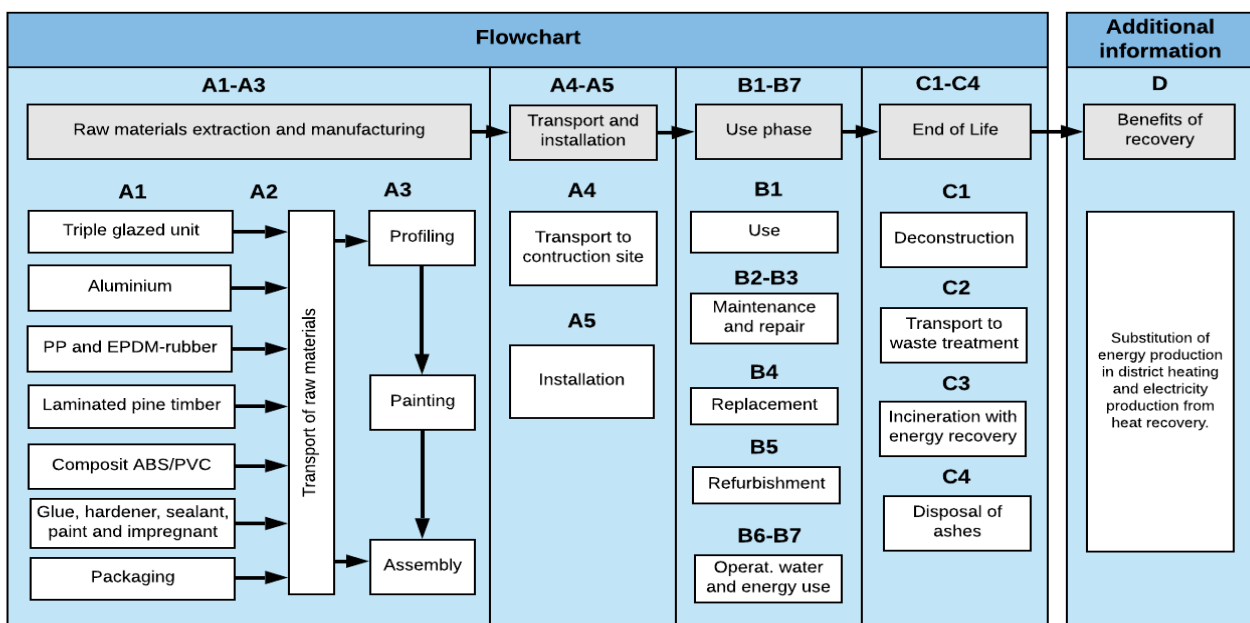 Flowchart
Additional
information
A1-A3
Raw materials extraction and manufacturing
A4-A5
Transport and
installation
B1-B7
Use phase
C1-C4
End of Life
D
Benefits of
recovery
A1
Triple glazed unit
Aluminium
PP and EPDM-rubber
Laminated pine timber
Composit ABS/PVC
Glue, hardener, sealant,
paint and impregnant
Packaging
A2
Transport of raw materials
A3
Profiling
Painting
Assembly
A4
Transport to
contruction site
A5
Installation
B1
Use
B2-B3
Maintenance
and repair
B4
Replacement
B5
Refurbishment
B6-B7
Operat. water
and energy use
C1
Deconstruction
C2
Transport to
waste treatment
C3
Incineration with
energy recovery
C4
Disposal of
ashes
Substitution of
energy production
in district heating
and electricity
production from
heat recovery.